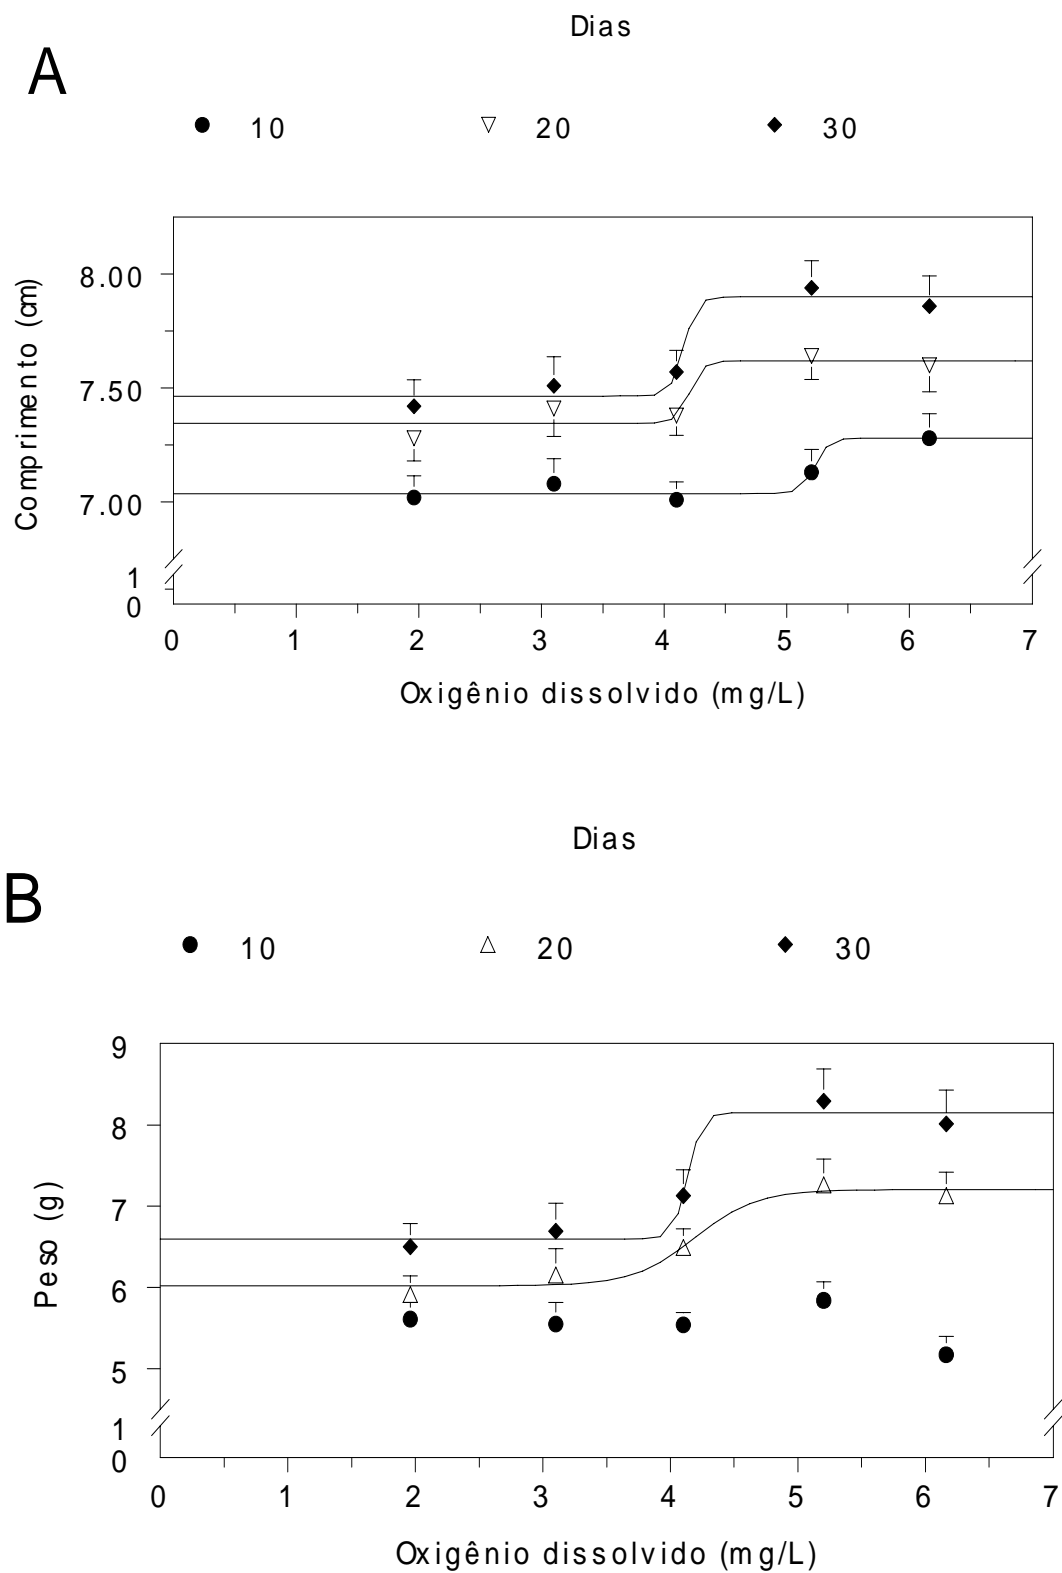 Dias
A
10 20 30
8.00
7.50
7.00
1
0
0 1 2 3 4 5 6 7
Comprimento (cm)
Oxigênio dissolvido (mg/L)
Dias
B
10 20 30
9
8
7
6
5
1
0
0 1 2 3 4 5 6 7
Peso (g)
Oxigênio dissolvido (mg/L)